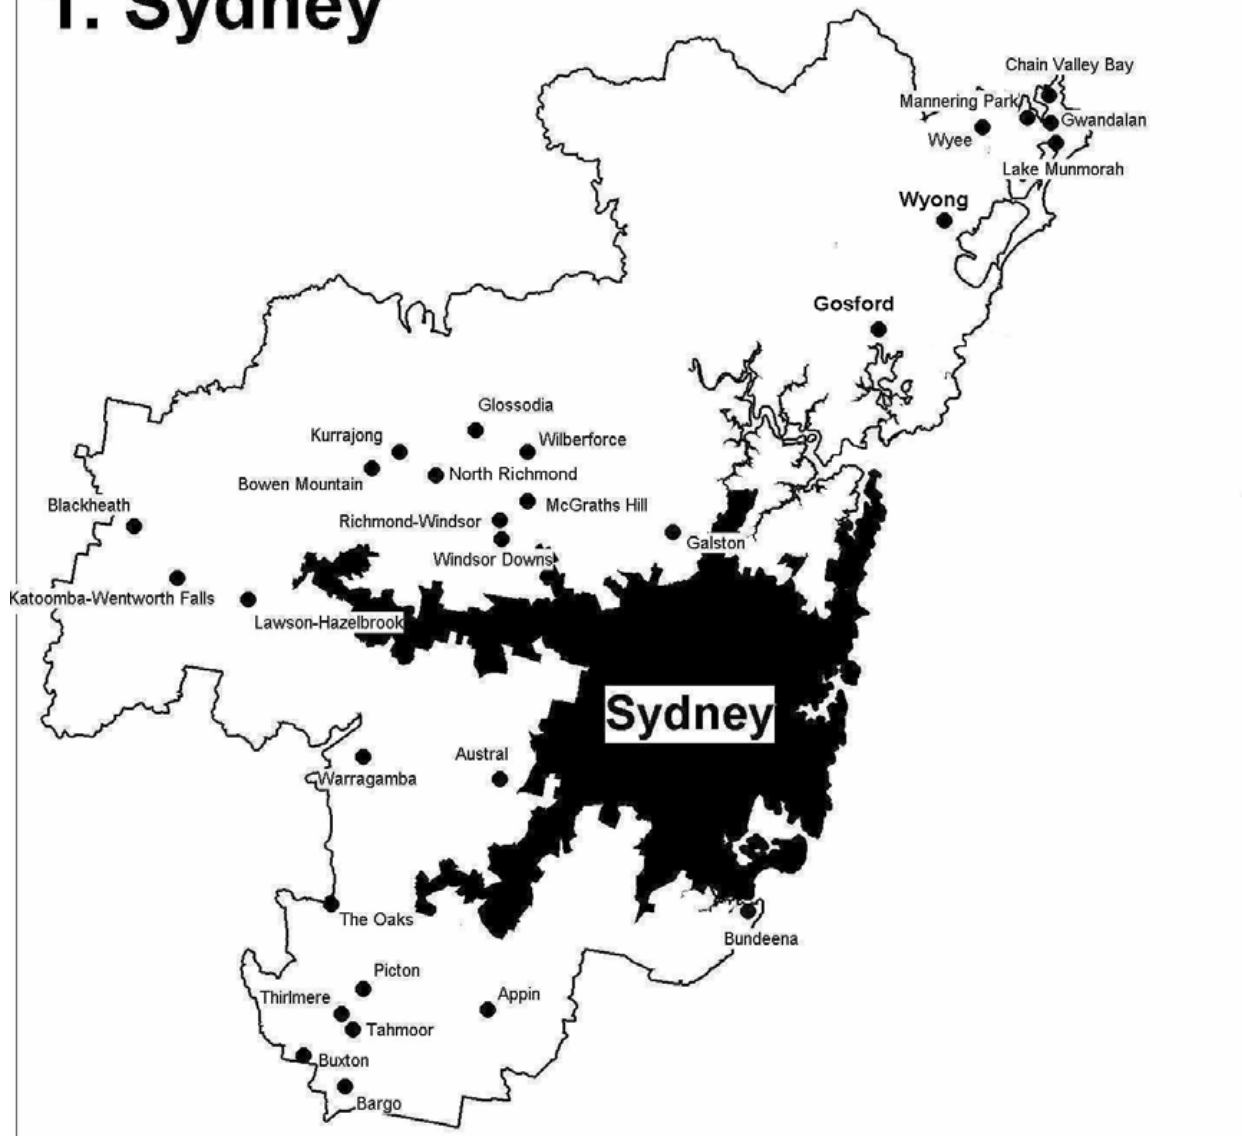 1. Sydney
Chain Valley Bay
Mannering Park
Gwandalan
Wyee
Lake Munmorah
Wyong
Gosford
Glossodia
Kurrajong
Wilberforce
North Richmond
Bowen Mountain
Blackheath
McGraths Hill
Richmond-Windsor
Galston
Windsor Downs
Katoomba-Wentworth Falls
Lawson-Hazelbrook
Sydney
Austral
Warragamba
The Oaks
Bundeena
Picton
Appin
Thirlmere
Tahmoor
Buxton
Bargo